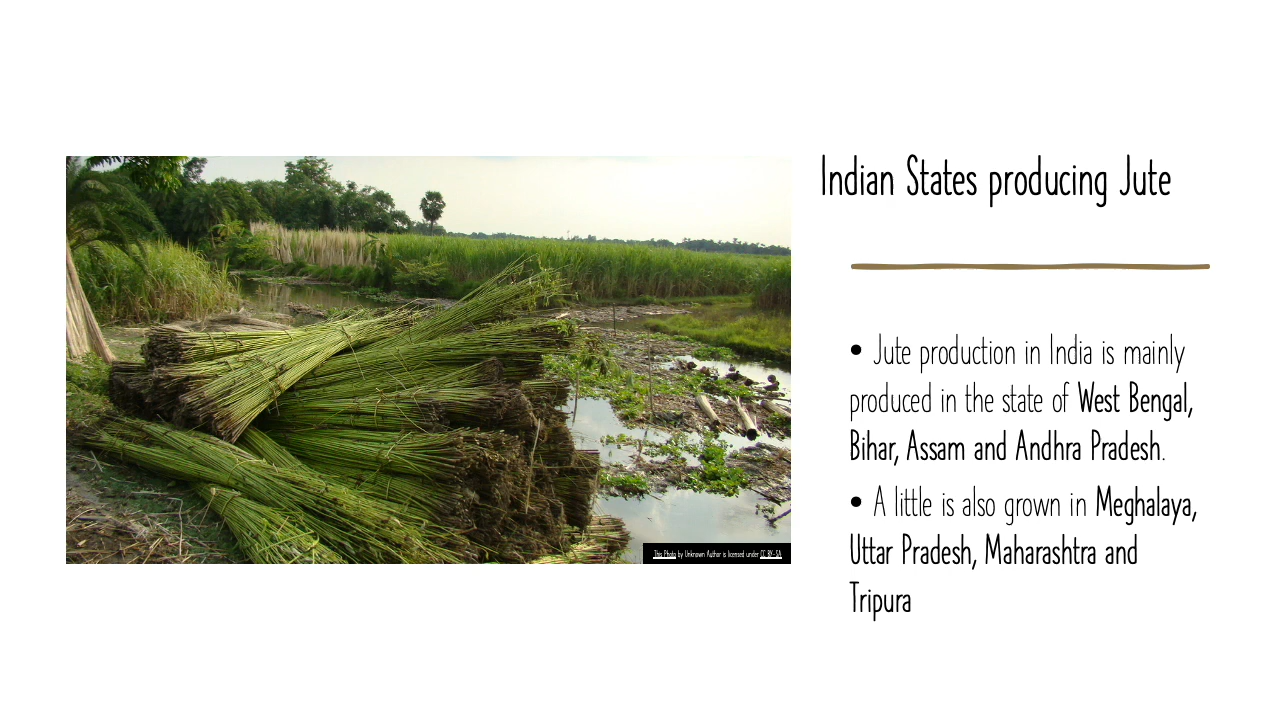 Indian States producing Jute
• Jute production in India is mainly
produced in the state of West Bengal,
Bihar, Assam and Andhra Pradesh.
• A little is also grown in Meghalaya,
Uttar Pradesh, Maharashtra and
Tripura
This Photo by Unknown Author is licensed under CC BY-SA